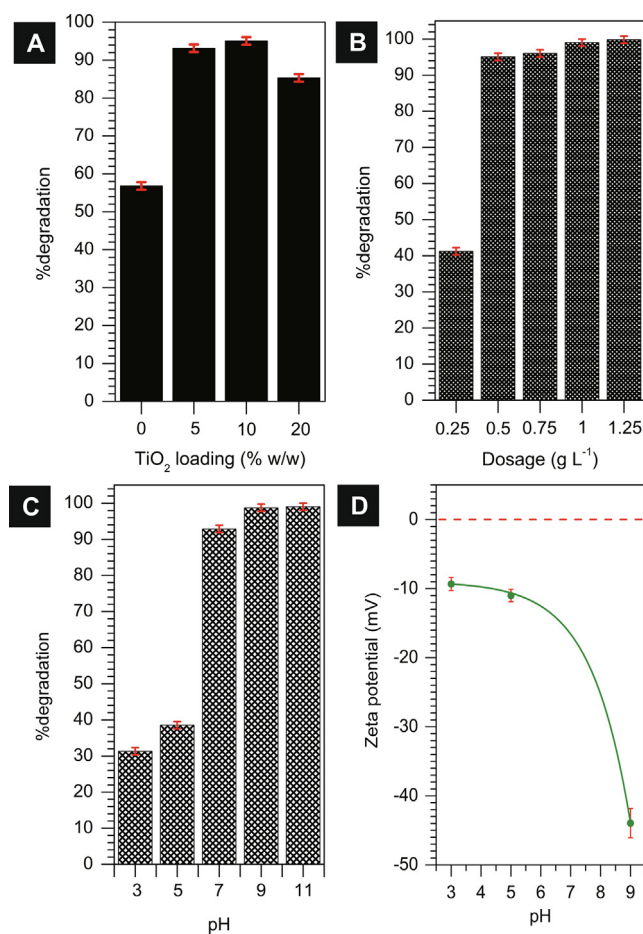 A
100
90
80
70
60
50
40
30
20
10
0
%degradation
0 5 10 20
TiO₂ loading (% w/w)
B
100
90
80
70
60
50
40
30
20
10
0
%degradation
0.25 0.5 0.75 1 1.25
Dosage (g L⁻¹)
C
100
90
80
70
60
50
40
30
20
10
0
%degradation
3 5 7 9 11
pH
D
0
-10
-20
-30
-40
-50
Zeta potential (mV)
3 4 5 6 7 8 9
pH